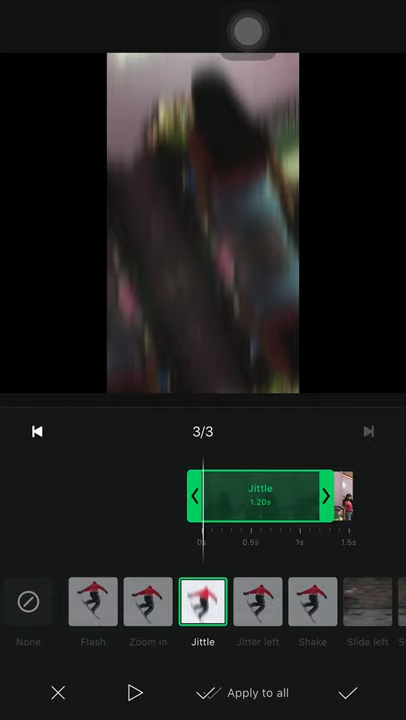 3/3
Jittle
1.20s
0s 0.5s 1s 1.5s
None Flash Zoom in Jittle Jitter left Shake Slide left S
Apply to all